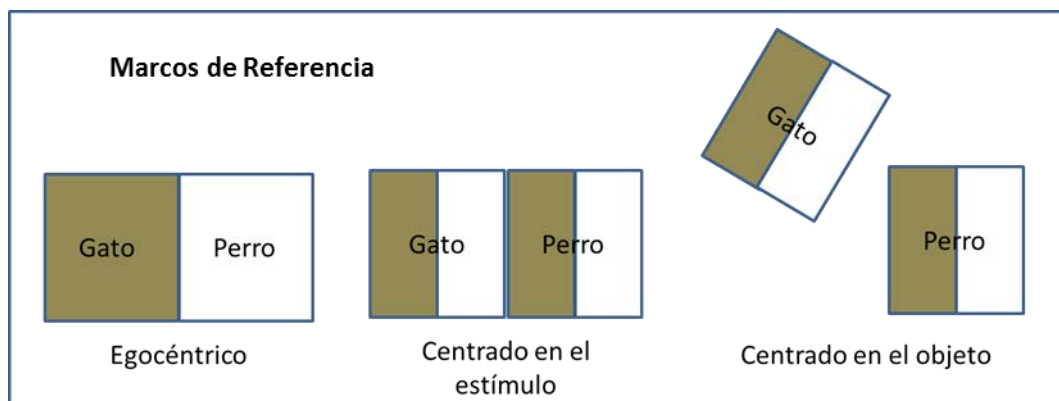 Marcos de Referencia
Gato
Perro
Egocéntrico
Gato
Perro
Centrado en el
estímulo
Gato
Perro
Centrado en el objeto